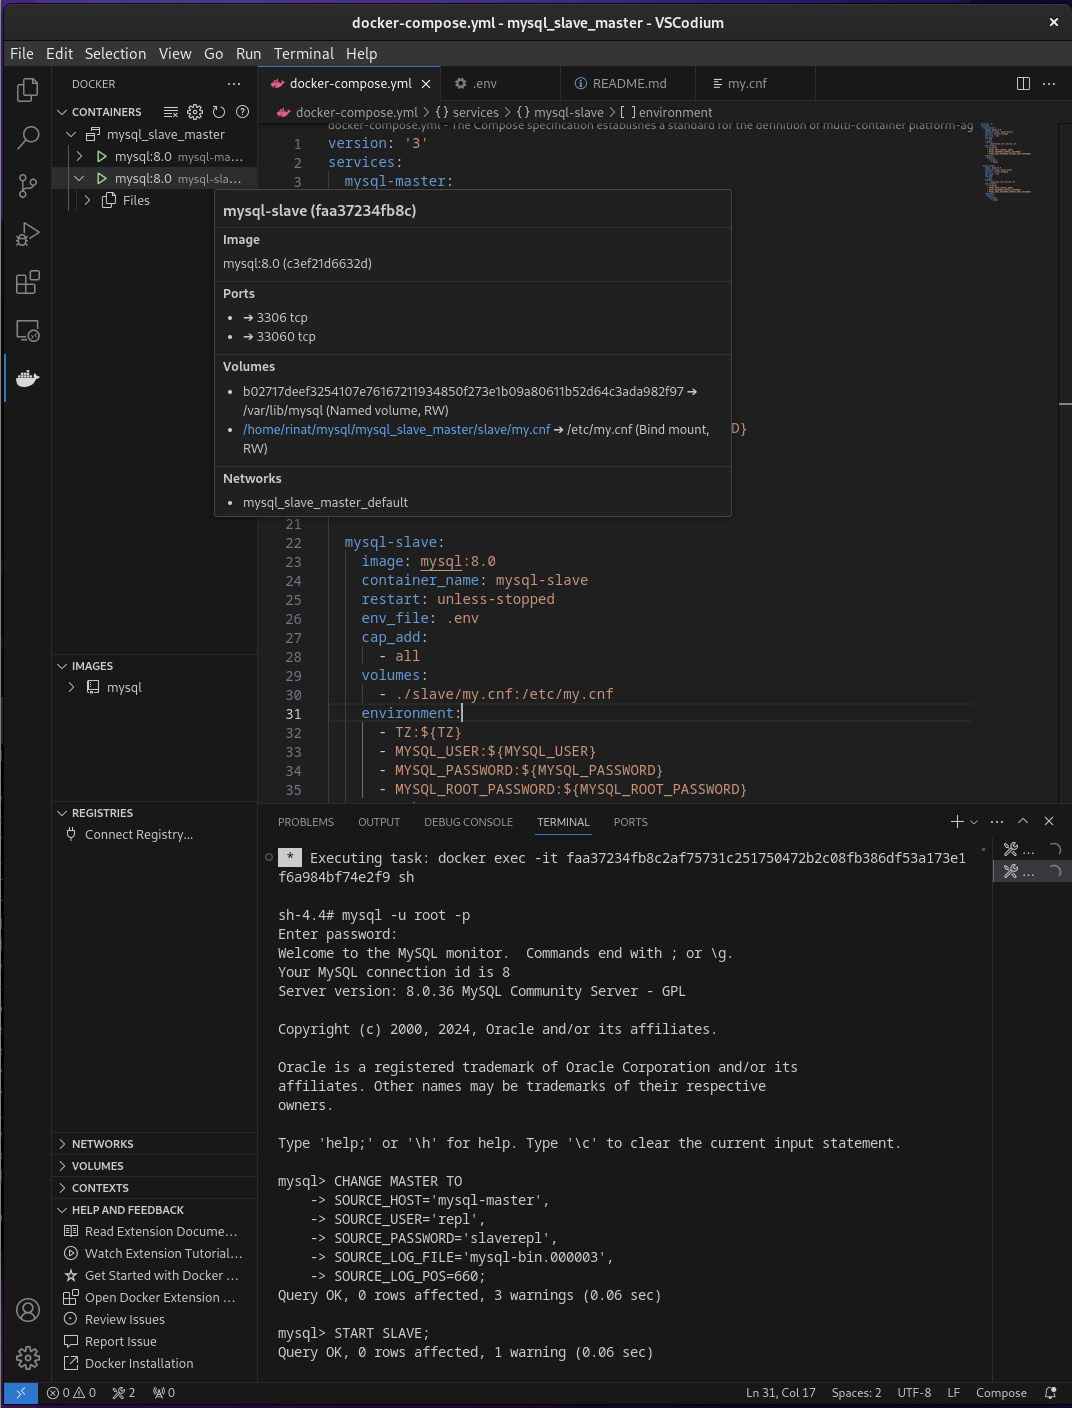 docker-compose.yml - mysql_slave_master - VSCodium
File Edit Selection View Go Run Terminal Help
DOCKER
docker-compose.yml
.env
README.md
my.cnf
CONTAINERS
docker-compose.yml > {} services > {} mysql-slave > [ ] environment
docker-compose.yml - The Compose specification establishes a standard for the definition of multi-container platform-ag
mysql_slave_master
mysql:8.0 mysql-ma...
mysql:8.0 mysql-sla...
Files
1 version: '3'
2 services:
3 mysql-master:
mysql-slave (faa37234fb8c)
Image
mysql:8.0 (c3ef21d6632d)
Ports
• ➔ 3306 tcp
• ➔ 33060 tcp
Volumes
• b02717deef3254107e76167211934850f273e1b09a80611b52d64c3ada982f97 ➔
/var/lib/mysql (Named volume, RW)
• /home/rinat/mysql/mysql_slave_master/slave/my.cnf ➔ /etc/my.cnf (Bind mount,
RW)
D}
Networks
• mysql_slave_master_default
21
22 mysql-slave:
23 image: mysql:8.0
24 container_name: mysql-slave
25 restart: unless-stopped
26 env_file: .env
27 cap_add:
28 - all
29 volumes:
30 - ./slave/my.cnf:/etc/my.cnf
31 environment:
32 - TZ:${TZ}
33 - MYSQL_USER:${MYSQL_USER}
34 - MYSQL_PASSWORD:${MYSQL_PASSWORD}
35 - MYSQL_ROOT_PASSWORD:${MYSQL_ROOT_PASSWORD}
IMAGES
mysql
REGISTRIES
Connect Registry...
NETWORKS
VOLUMES
CONTEXTS
HELP AND FEEDBACK
Read Extension Docume...
Watch Extension Tutorial...
Get Started with Docker ...
Open Docker Extension ...
Review Issues
Report Issue
Docker Installation
PROBLEMS OUTPUT DEBUG CONSOLE TERMINAL PORTS
* Executing task: docker exec -it faa37234fb8c2af75731c251750472b2c08fb386df53a173e1
f6a984bf74e2f9 sh
sh-4.4# mysql -u root -p
Enter password:
Welcome to the MySQL monitor.  Commands end with ; or \g.
Your MySQL connection id is 8
Server version: 8.0.36 MySQL Community Server - GPL
Copyright (c) 2000, 2024, Oracle and/or its affiliates.
Oracle is a registered trademark of Oracle Corporation and/or its
affiliates. Other names may be trademarks of their respective
owners.
Type 'help;' or '\h' for help. Type '\c' to clear the current input statement.
mysql> CHANGE MASTER TO
-> SOURCE_HOST='mysql-master',
-> SOURCE_USER='repl',
-> SOURCE_PASSWORD='slaverepl',
-> SOURCE_LOG_FILE='mysql-bin.000003',
-> SOURCE_LOG_POS=660;
Query OK, 0 rows affected, 3 warnings (0.06 sec)
mysql> START SLAVE;
Query OK, 0 rows affected, 1 warning (0.06 sec)
0 0 2 0
Ln 31, Col 17 Spaces: 2 UTF-8 LF Compose